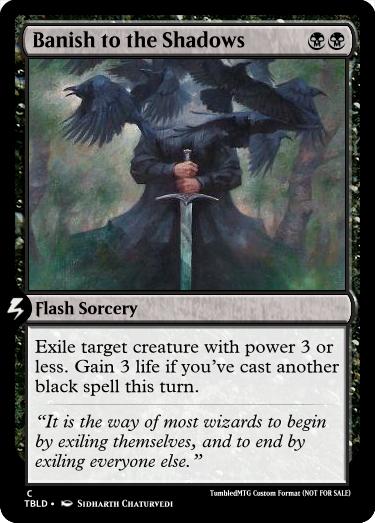 Banish to the Shadows
Flash Sorcery
Exile target creature with power 3 or
less. Gain 3 life if you've cast another
black spell this turn.
“It is the way of most wizards to begin
by exiling themselves, and to end by
exiling everyone else.”
C
TumbledMTG Custom Format (NOT FOR SALE)
TBLD • Sidharth Chaturvedi